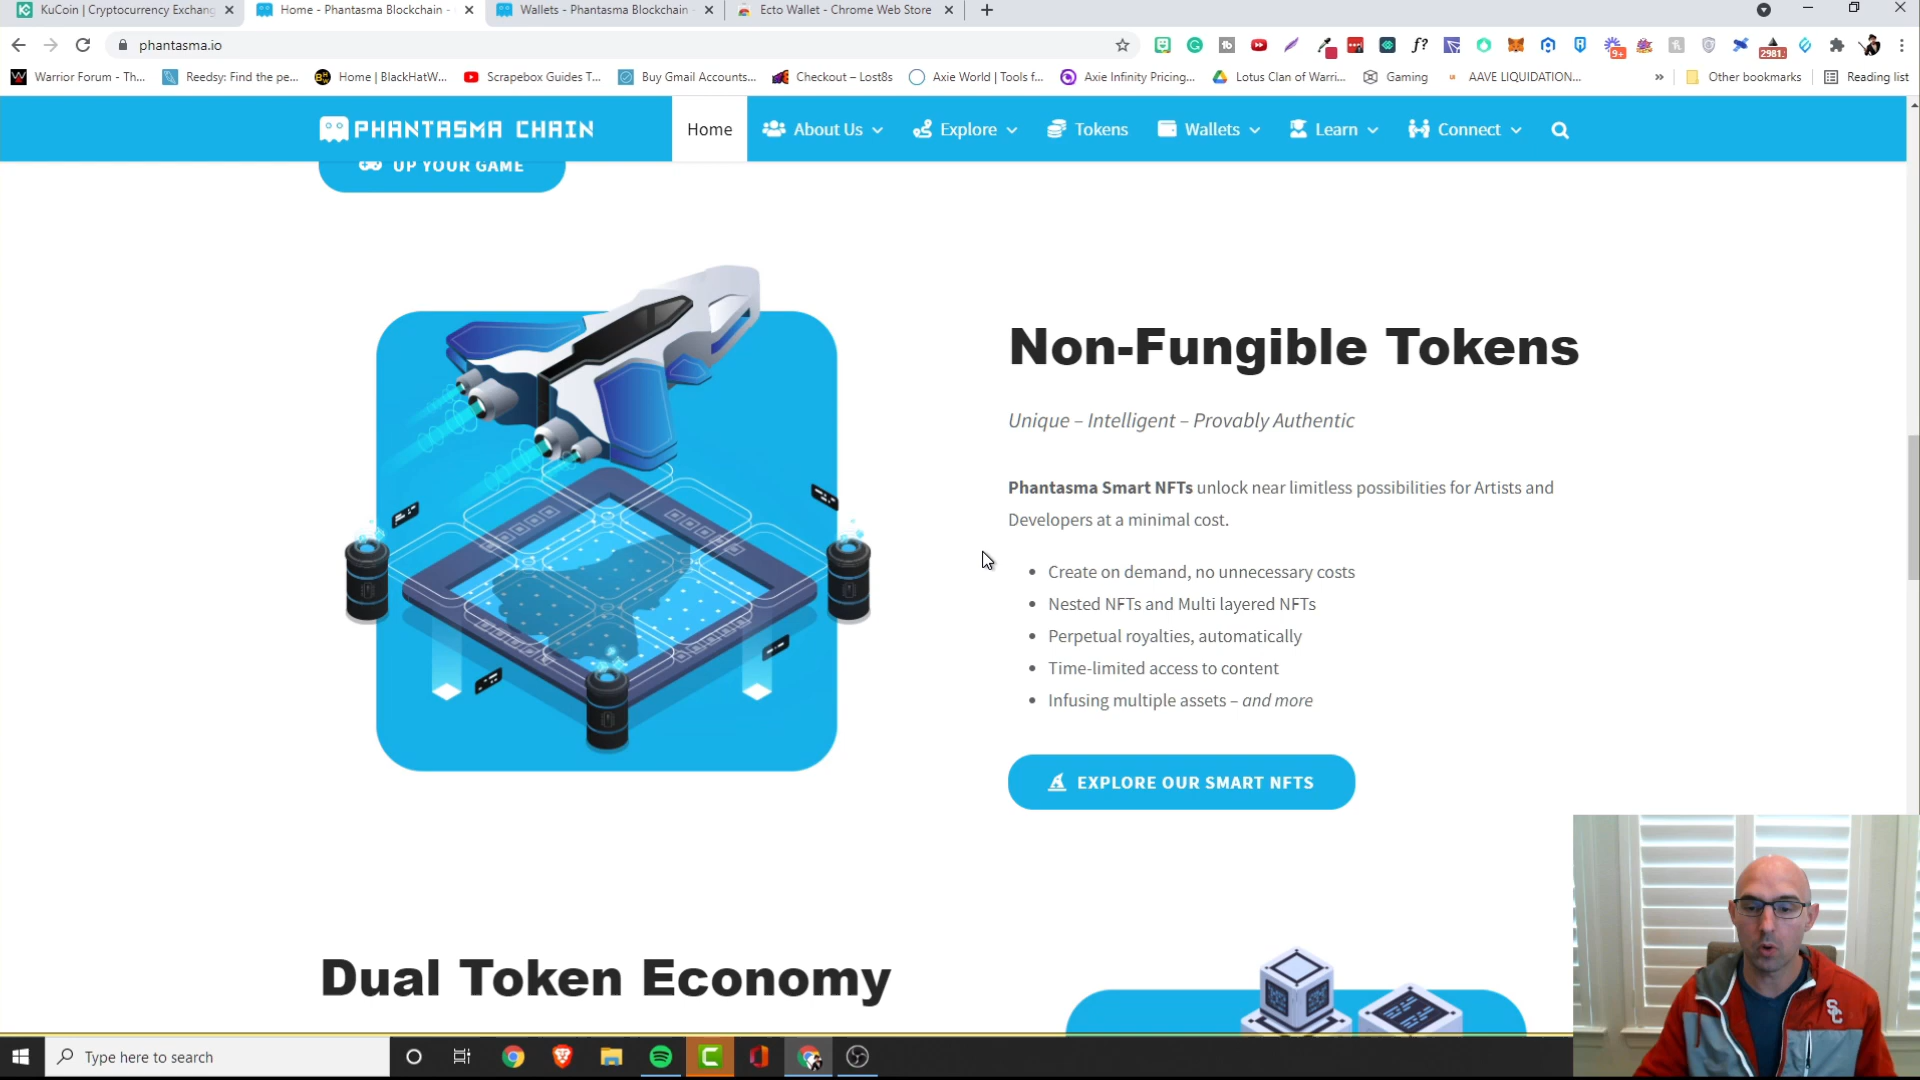 KuCoin | Cryptocurrency Exchang
Home - Phantasma Blockchain -
Wallets - Phantasma Blockchain
Ecto Wallet - Chrome Web Store
phantasma.io
f?
9+
2981.
Warrior Forum - Th...
Reedsy: Find the pe...
Home | BlackHatW...
Scrapebox Guides T...
Buy Gmail Accounts...
Checkout – Lost8s
Axie World | Tools f...
Axie Infinity Pricing...
Lotus Clan of Warri...
Gaming
AAVE LIQUIDATION...
»
Other bookmarks
Reading list
PHANTASMA CHAIN
Home
About Us
Explore
Tokens
Wallets
Learn
Connect
UP YOUR GAME
Non-Fungible Tokens
Unique – Intelligent – Provably Authentic
Phantasma Smart NFTs unlock near limitless possibilities for Artists and
Developers at a minimal cost.
• Create on demand, no unnecessary costs
• Nested NFTs and Multi layered NFTs
• Perpetual royalties, automatically
• Time-limited access to content
• Infusing multiple assets – and more
EXPLORE OUR SMART NFTS
Dual Token Economy
SC
Type here to search